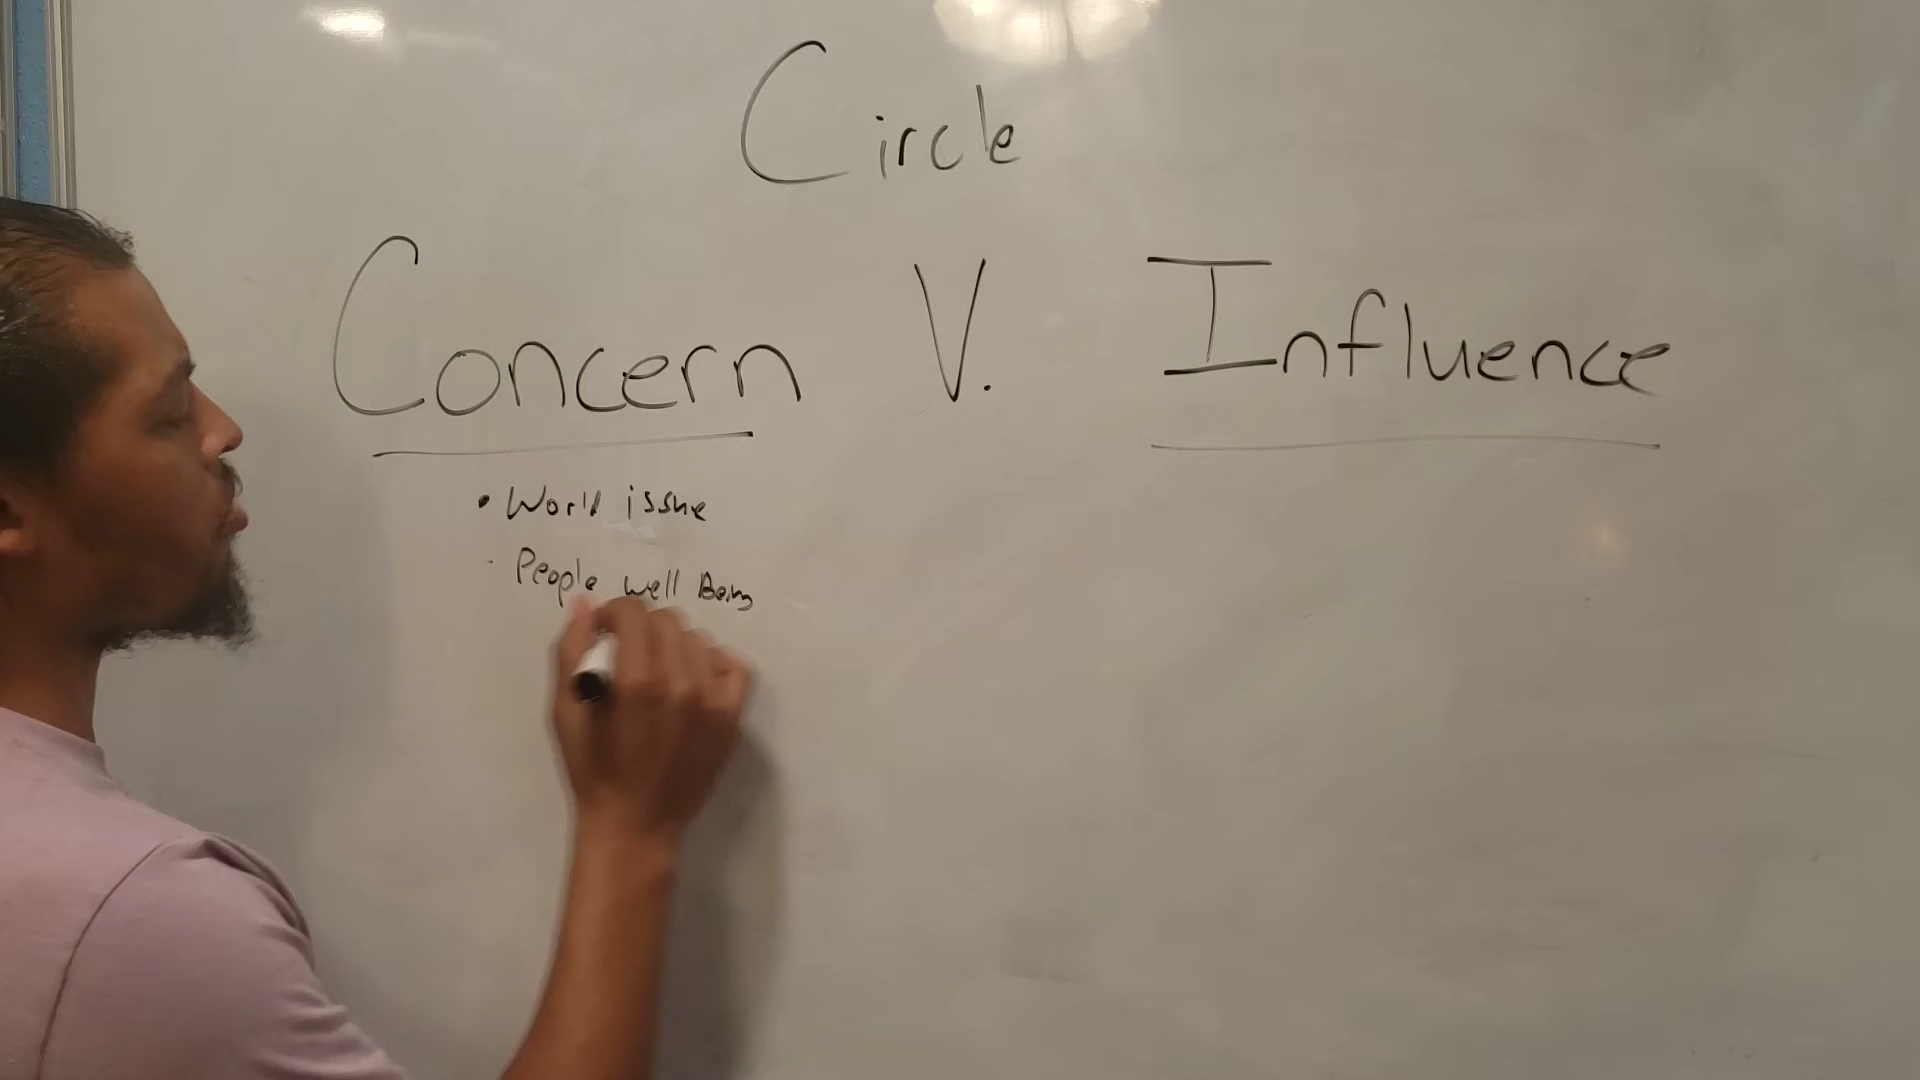 Circle
Concern V. Influence
• World issue
· People well Being